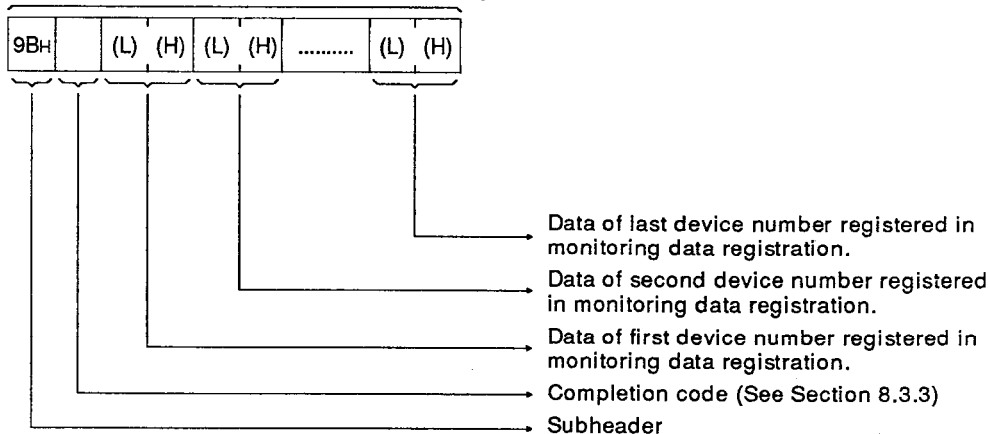 9BH (L) (H) (L) (H) .......... (L) (H)
Data of last device number registered in
monitoring data registration.
Data of second device number registered
in monitoring data registration.
Data of first device number registered in
monitoring data registration.
Completion code (See Section 8.3.3)
Subheader